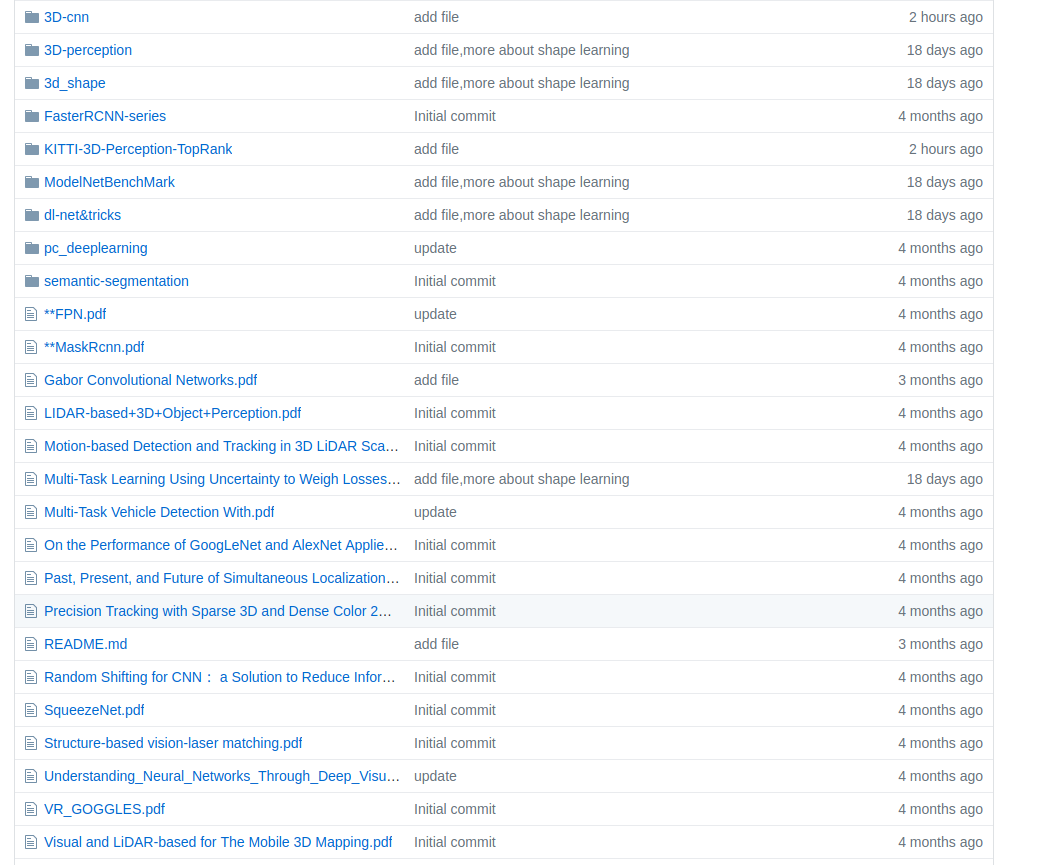 3D-cnn add file 2 hours ago
3D-perception add file,more about shape learning 18 days ago
3d_shape add file,more about shape learning 18 days ago
FasterRCNN-series Initial commit 4 months ago
KITTI-3D-Perception-TopRank add file 2 hours ago
ModelNetBenchMark add file,more about shape learning 18 days ago
dl-net&tricks add file,more about shape learning 18 days ago
pc_deeplearning update 4 months ago
semantic-segmentation Initial commit 4 months ago
**FPN.pdf update 4 months ago
**MaskRcnn.pdf Initial commit 4 months ago
Gabor Convolutional Networks.pdf add file 3 months ago
LIDAR-based+3D+Object+Perception.pdf Initial commit 4 months ago
Motion-based Detection and Tracking in 3D LiDAR Sca… Initial commit 4 months ago
Multi-Task Learning Using Uncertainty to Weigh Losses… add file,more about shape learning 18 days ago
Multi-Task Vehicle Detection With.pdf update 4 months ago
On the Performance of GoogLeNet and AlexNet Applie… Initial commit 4 months ago
Past, Present, and Future of Simultaneous Localization… Initial commit 4 months ago
Precision Tracking with Sparse 3D and Dense Color 2… Initial commit 4 months ago
README.md add file 3 months ago
Random Shifting for CNN： a Solution to Reduce Infor… Initial commit 4 months ago
SqueezeNet.pdf Initial commit 4 months ago
Structure-based vision-laser matching.pdf Initial commit 4 months ago
Understanding_Neural_Networks_Through_Deep_Visu… update 4 months ago
VR_GOGGLES.pdf Initial commit 4 months ago
Visual and LiDAR-based for The Mobile 3D Mapping.pdf Initial commit 4 months ago